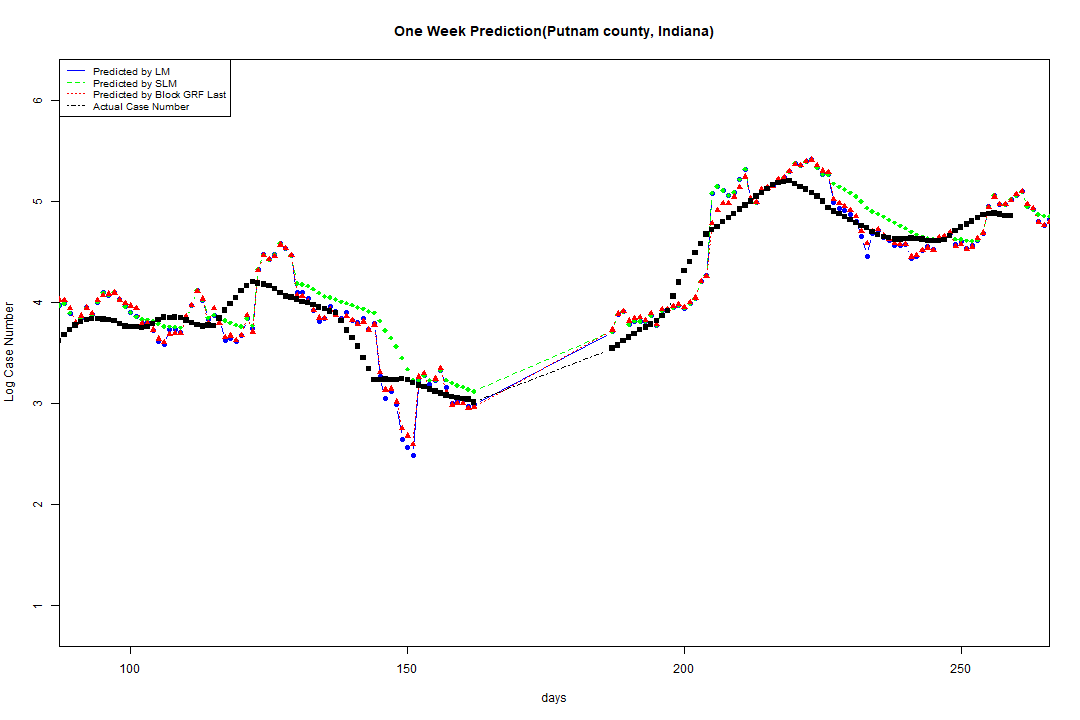 One Week Prediction(Putnam county, Indiana)
Predicted by LM
Predicted by SLM
Predicted by Block GRF Last
Actual Case Number
6
5
4
3
2
1
Log Case Number
100
150
200
250
days